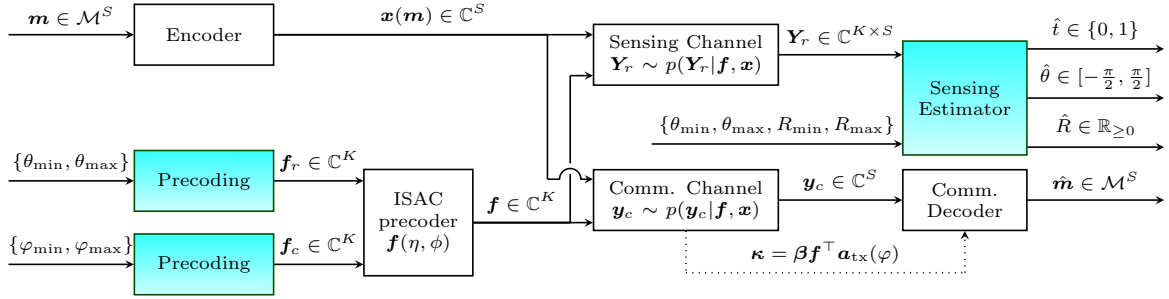 m ∈ ℳ^S
Encoder
x(m) ∈ ℂ^S
Sensing Channel
Y_r ∼ p(Y_r|f, x)
Y_r ∈ ℂ^{K×S}
Sensing
Estimator
t̂ ∈ {0, 1}
θ̂ ∈ [-π/2, π/2]
R̂ ∈ ℝ_{≥0}
{θ_min, θ_max, R_min, R_max}
{θ_min, θ_max}
Precoding
f_r ∈ ℂ^K
ISAC
precoder
f(η, ϕ)
f ∈ ℂ^K
{φ_min, φ_max}
Precoding
f_c ∈ ℂ^K
Comm. Channel
y_c ∼ p(y_c|f, x)
y_c ∈ ℂ^S
Comm.
Decoder
m̂ ∈ ℳ^S
κ = βf^⊤ a_tx(φ)